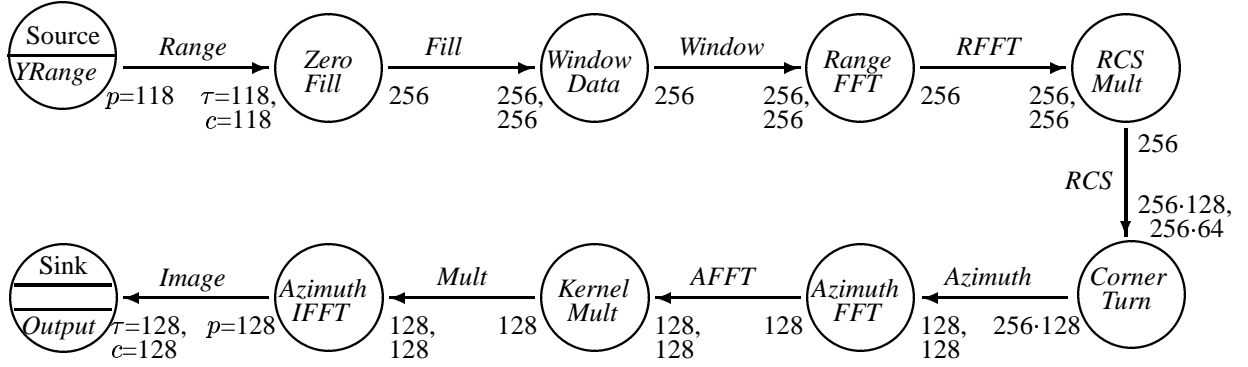 Source
YRange
Range
p=118
τ=118,
c=118
Zero
Fill
Fill
256
256,
256
Window
Data
Window
256
256,
256
Range
FFT
RFFT
256
256,
256
RCS
Mult
256
RCS
256·128,
256·64
Corner
Turn
Azimuth
256·128
128,
128
Azimuth
FFT
AFFT
128
128,
128
Kernel
Mult
Mult
128
128,
128
Azimuth
IFFT
Image
p=128
τ=128,
c=128
Sink
Output